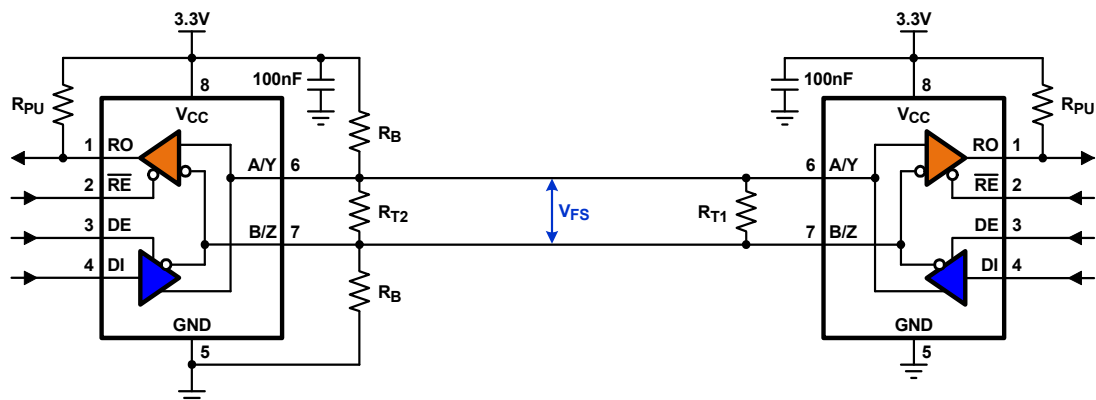 3.3V
3.3V
100nF
100nF
8
8
RPU
VCC
RB
VCC
RPU
1 RO
RO 1
A/Y 6
6 A/Y
2 RE
RE 2
RT2
VFS
RT1
3 DE
DE 3
B/Z 7
7 B/Z
4 DI
DI 4
RB
GND
GND
5
5